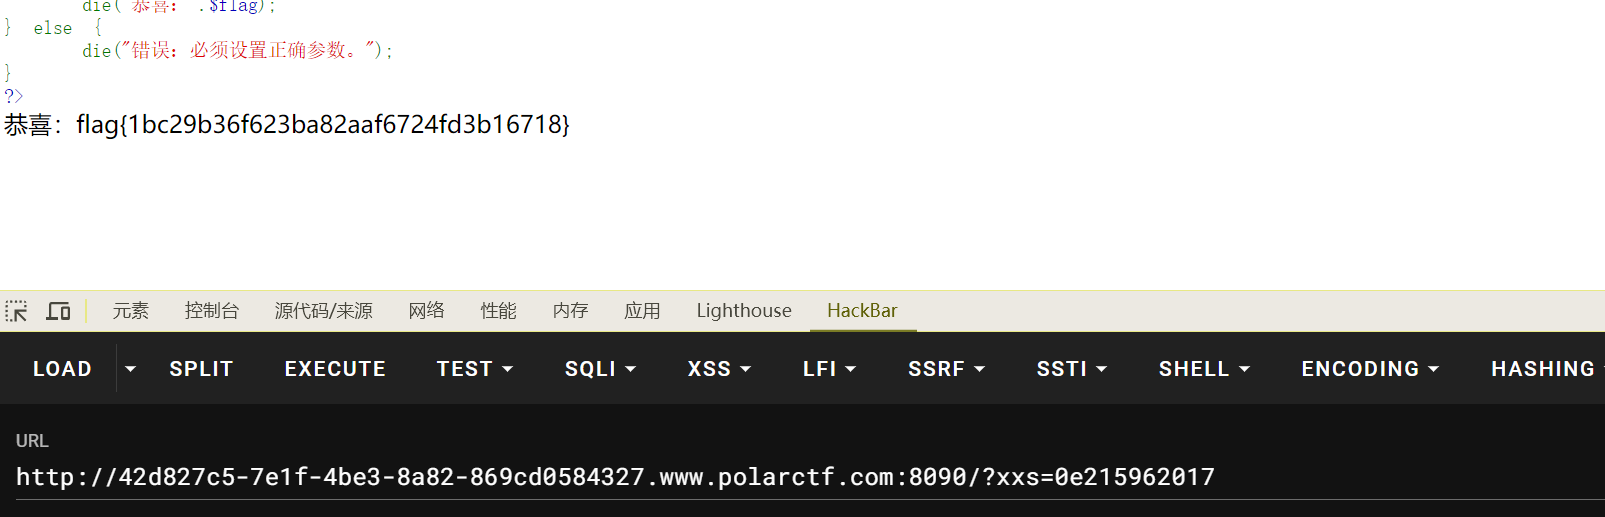 die("恭喜: ".$flag);
} else {
die("错误：必须设置正确参数。");
}
?>
恭喜：flag{1bc29b36f623ba82aaf6724fd3b16718}
元素 控制台 源代码/来源 网络 性能 内存 应用 Lighthouse HackBar
LOAD SPLIT EXECUTE TEST SQLI XSS LFI SSRF SSTI SHELL ENCODING HASHING
URL
http://42d827c5-7e1f-4be3-8a82-869cd0584327.www.polarctf.com:8090/?xxs=0e215962017